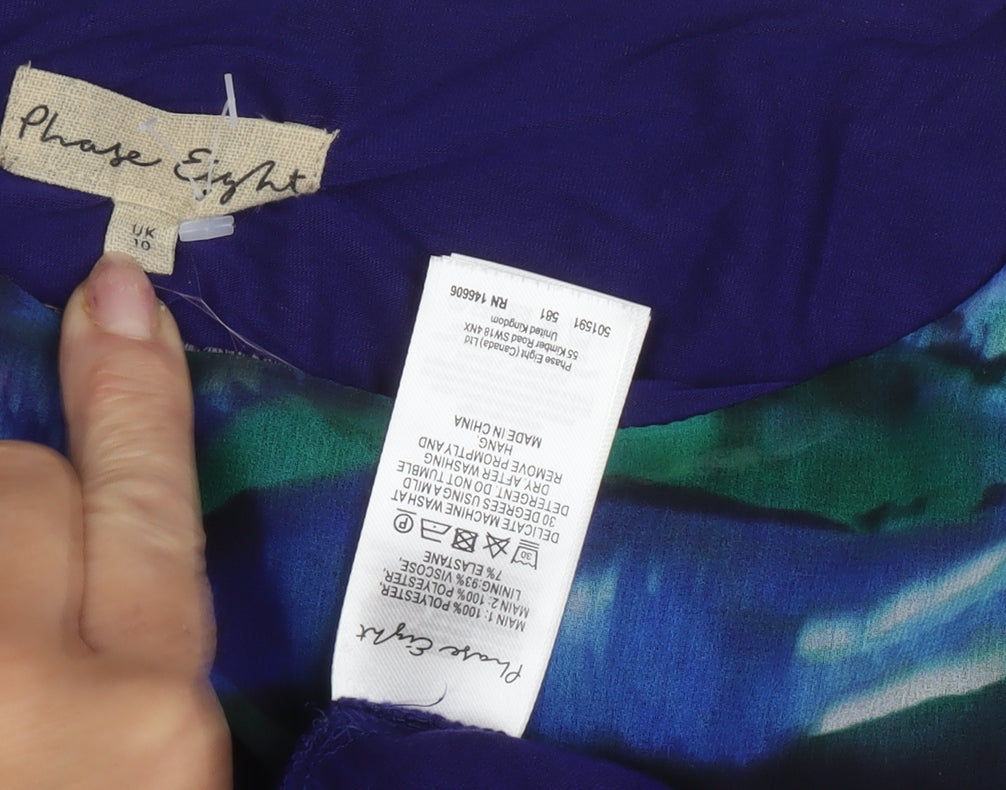 Phase Eight
UK
10
Phase Eight
MAIN 1: 100% POLYESTER,
MAIN 2: 100% POLYESTER,
LINING:93% VISCOSE,
7% ELASTANE
30
P
DELICATE MACHINE WASH AT
30 DEGREES USING A MILD
DETERGENT. DO NOT TUMBLE
DRY. AFTER WASHING
REMOVE PROMPTLY AND
HANG.
MADE IN CHINA
Phase Eight (Canada) Ltd
55 Kimber Road SW18 4NX
United Kingdom
501591 581 RN 146606